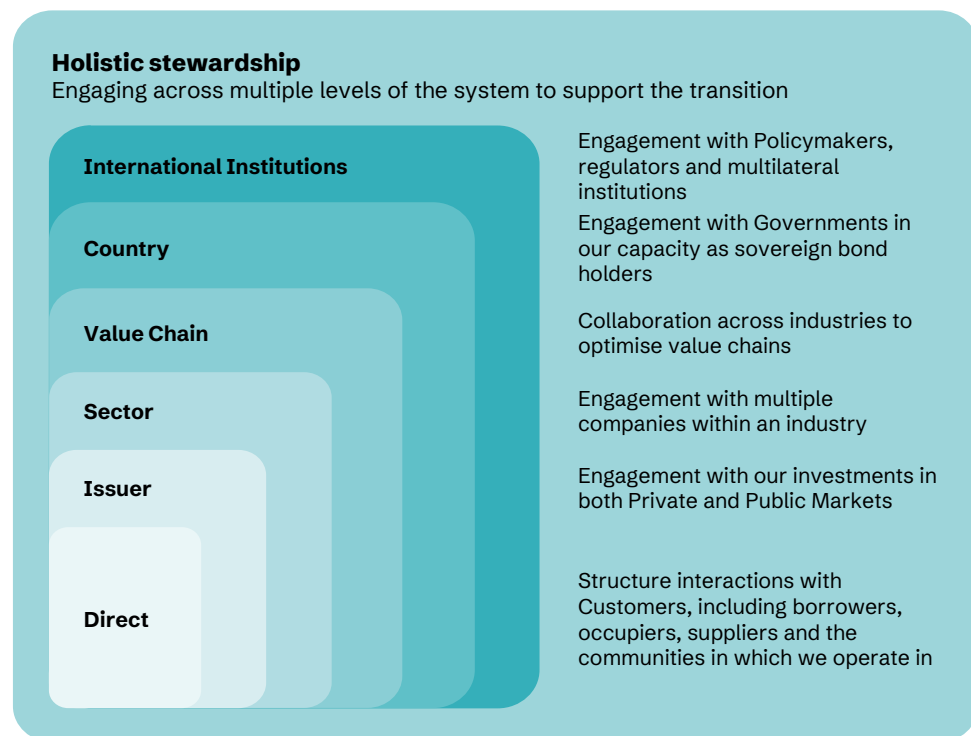 Holistic stewardship
Engaging across multiple levels of the system to support the transition
International Institutions
Engagement with Policymakers,
regulators and multilateral
institutions
Country
Engagement with Governments in
our capacity as sovereign bond
holders
Value Chain
Collaboration across industries to
optimise value chains
Sector
Engagement with multiple
companies within an industry
Issuer
Engagement with our investments in
both Private and Public Markets
Direct
Structure interactions with
Customers, including borrowers,
occupiers, suppliers and the
communities in which we operate in